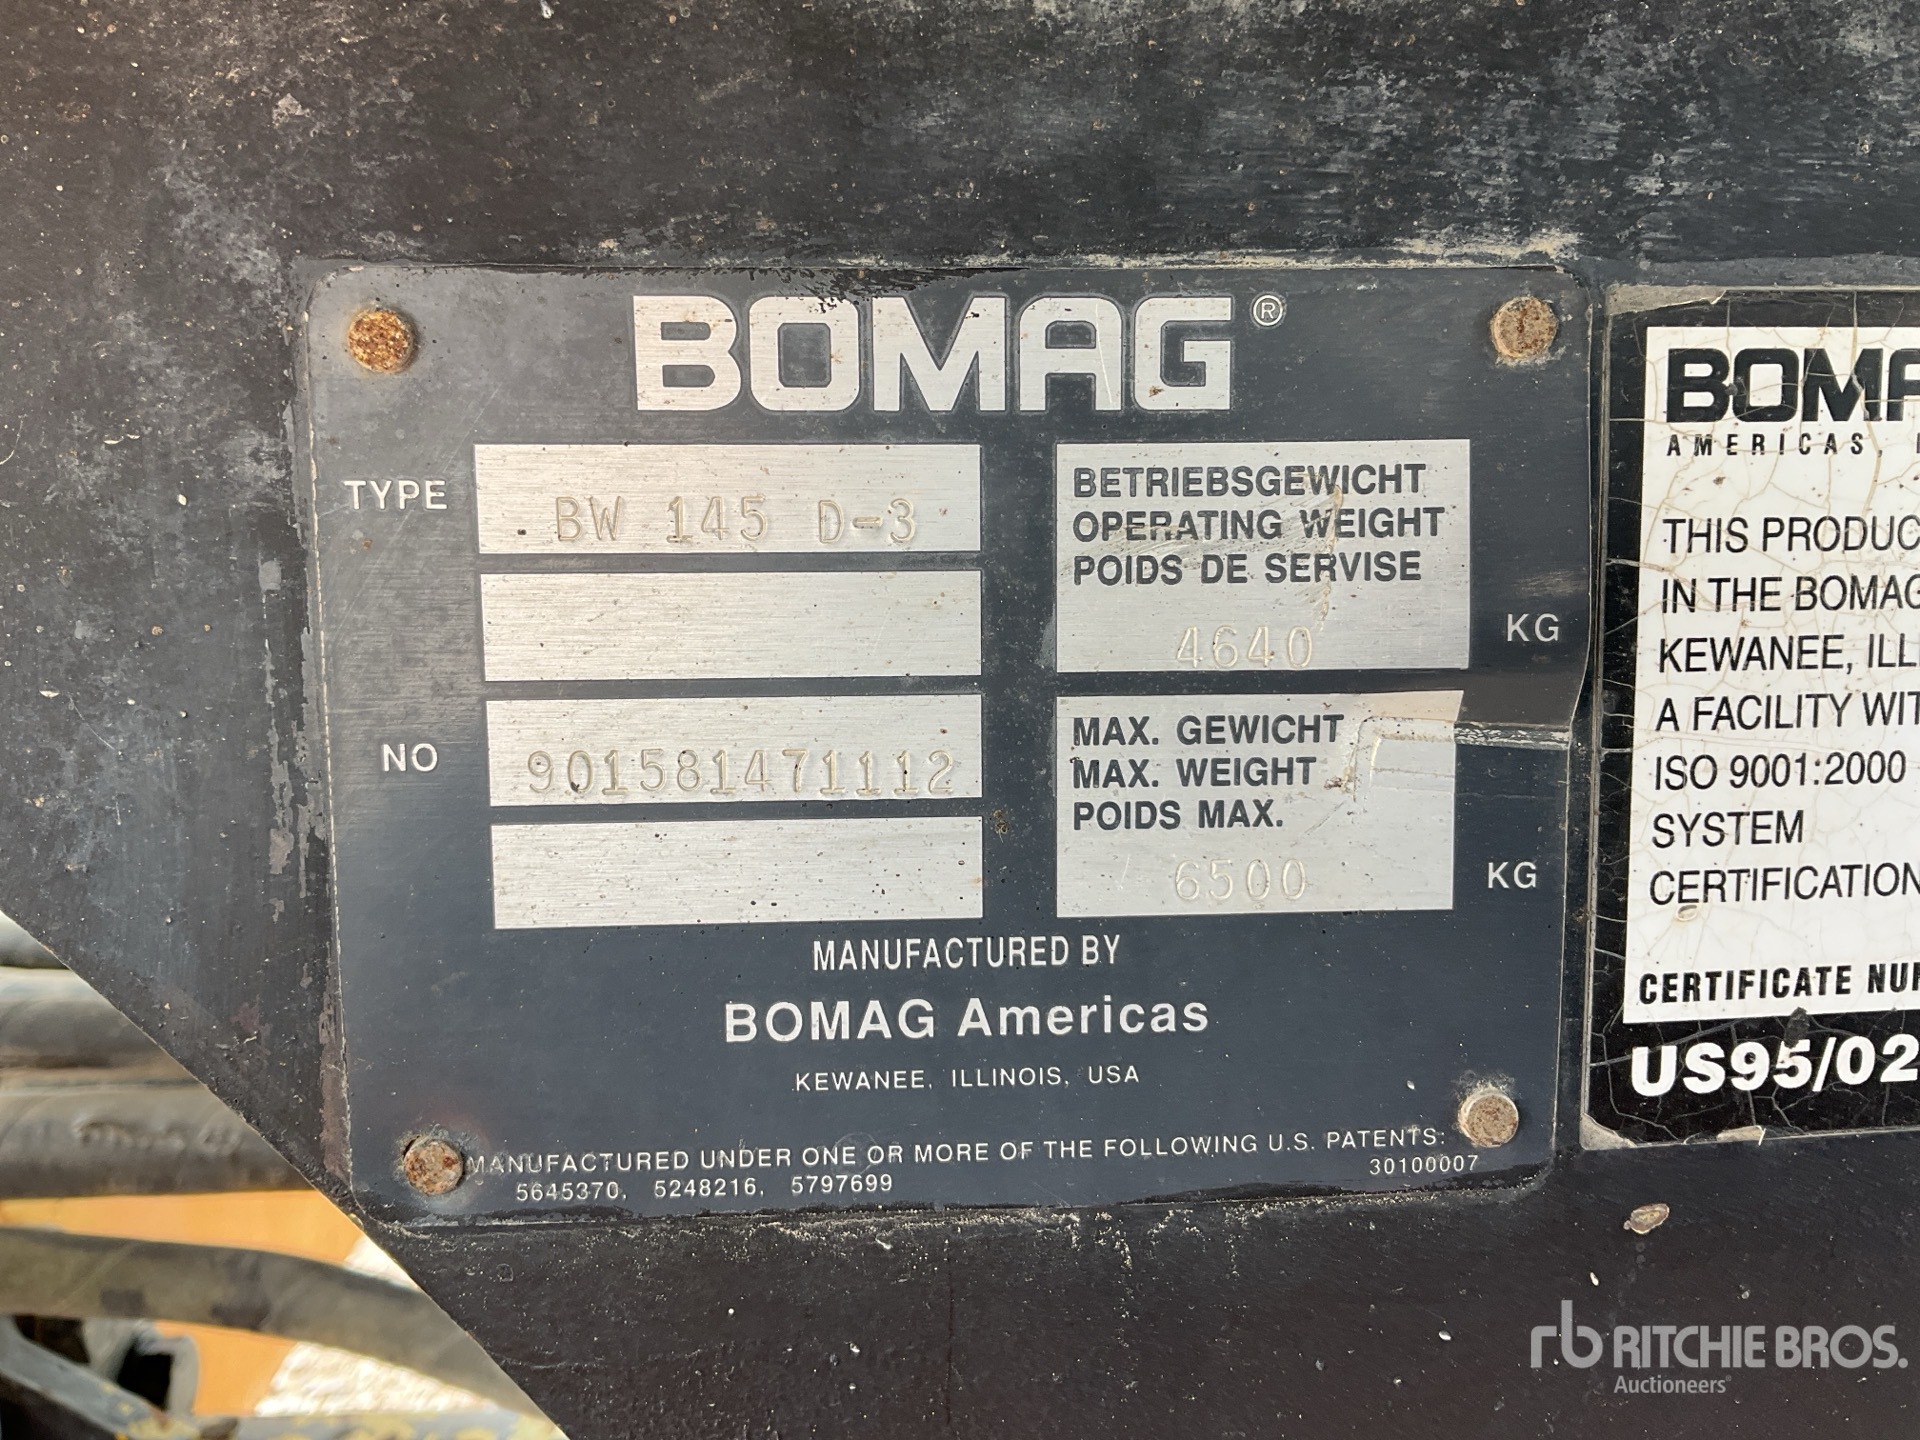 BOMAG®
TYPE BW 145 D-3
BETRIEBSGEWICHT
OPERATING WEIGHT
POIDS DE SERVISE
4640 KG
NO 901581471112
MAX. GEWICHT
MAX. WEIGHT
POIDS MAX.
6500 KG
MANUFACTURED BY
BOMAG Americas
KEWANEE, ILLINOIS, USA
MANUFACTURED UNDER ONE OR MORE OF THE FOLLOWING U.S. PATENTS:
5645370, 5248216, 5797699
30100007
BOMA
AMERICAS,
THIS PRODUC
IN THE BOMAG
KEWANEE, ILL
A FACILITY WIT
ISO 9001:2000
SYSTEM
CERTIFICATION
CERTIFICATE NU
US95/02
rb RITCHIE BROS.
Auctioneers